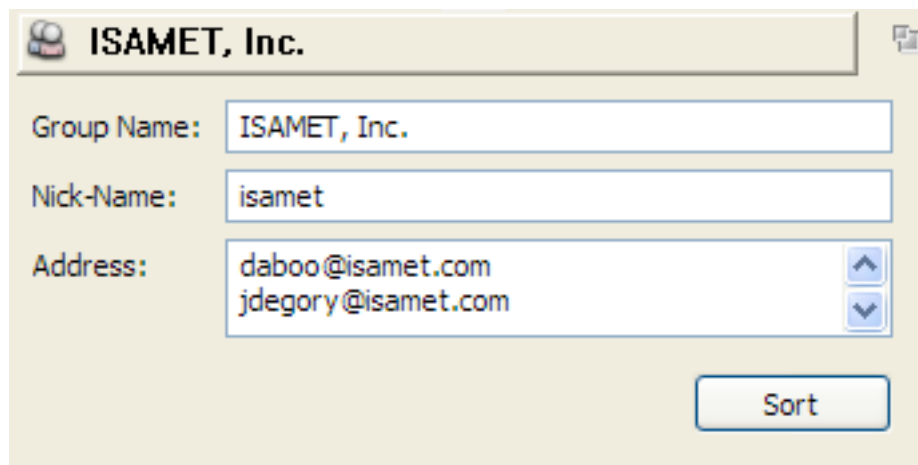 ISAMET, Inc.
Group Name: ISAMET, Inc.
Nick-Name: isamet
Address: daboo@isamet.com
jdegory@isamet.com
Sort